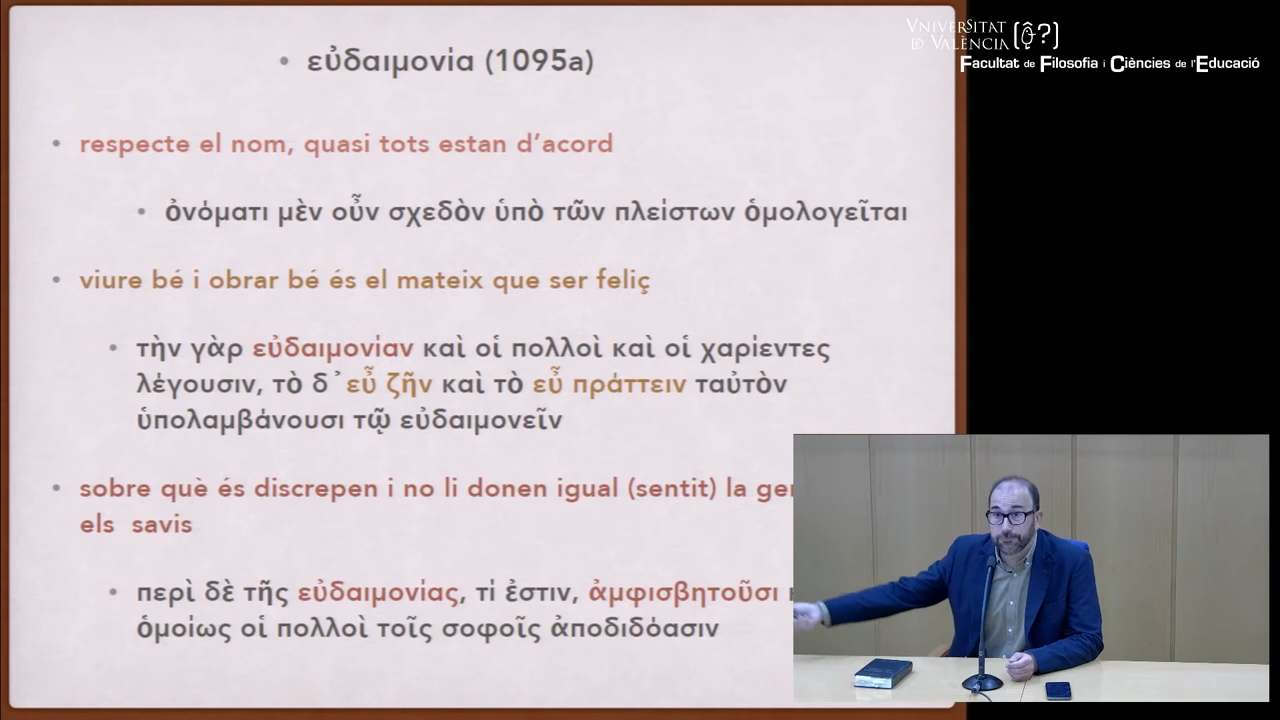 εὐδαιμονία (1095a)
respecte el nom, quasi tots estan d’acord
ὀνόματι μὲν οὖν σχεδὸν ὑπὸ τῶν πλείστων ὁμολογεῖται
viure bé i obrar bé és el mateix que ser feliç
τὴν γὰρ εὐδαιμονίαν καὶ οἱ πολλοὶ καὶ οἱ χαρίεντες
λέγουσιν, τὸ δ᾽εὖ ζῆν καὶ τὸ εὖ πράττειν ταὐτὸν
ὑπολαμβάνουσι τῷ εὐδαιμονεῖν
sobre què és discrepen i no li donen igual (sentit) la
els savis
περὶ δὲ τῆς εὐδαιμονίας, τί ἐστιν, ἀμφισβητοῦσι
ὁμοίως οἱ πολλοὶ τοῖς σοφοῖς ἀποδιδόασιν
VNIVERSITAT
D VALÈNCIA
Facultat de Filosofia i Ciències de l'Educació